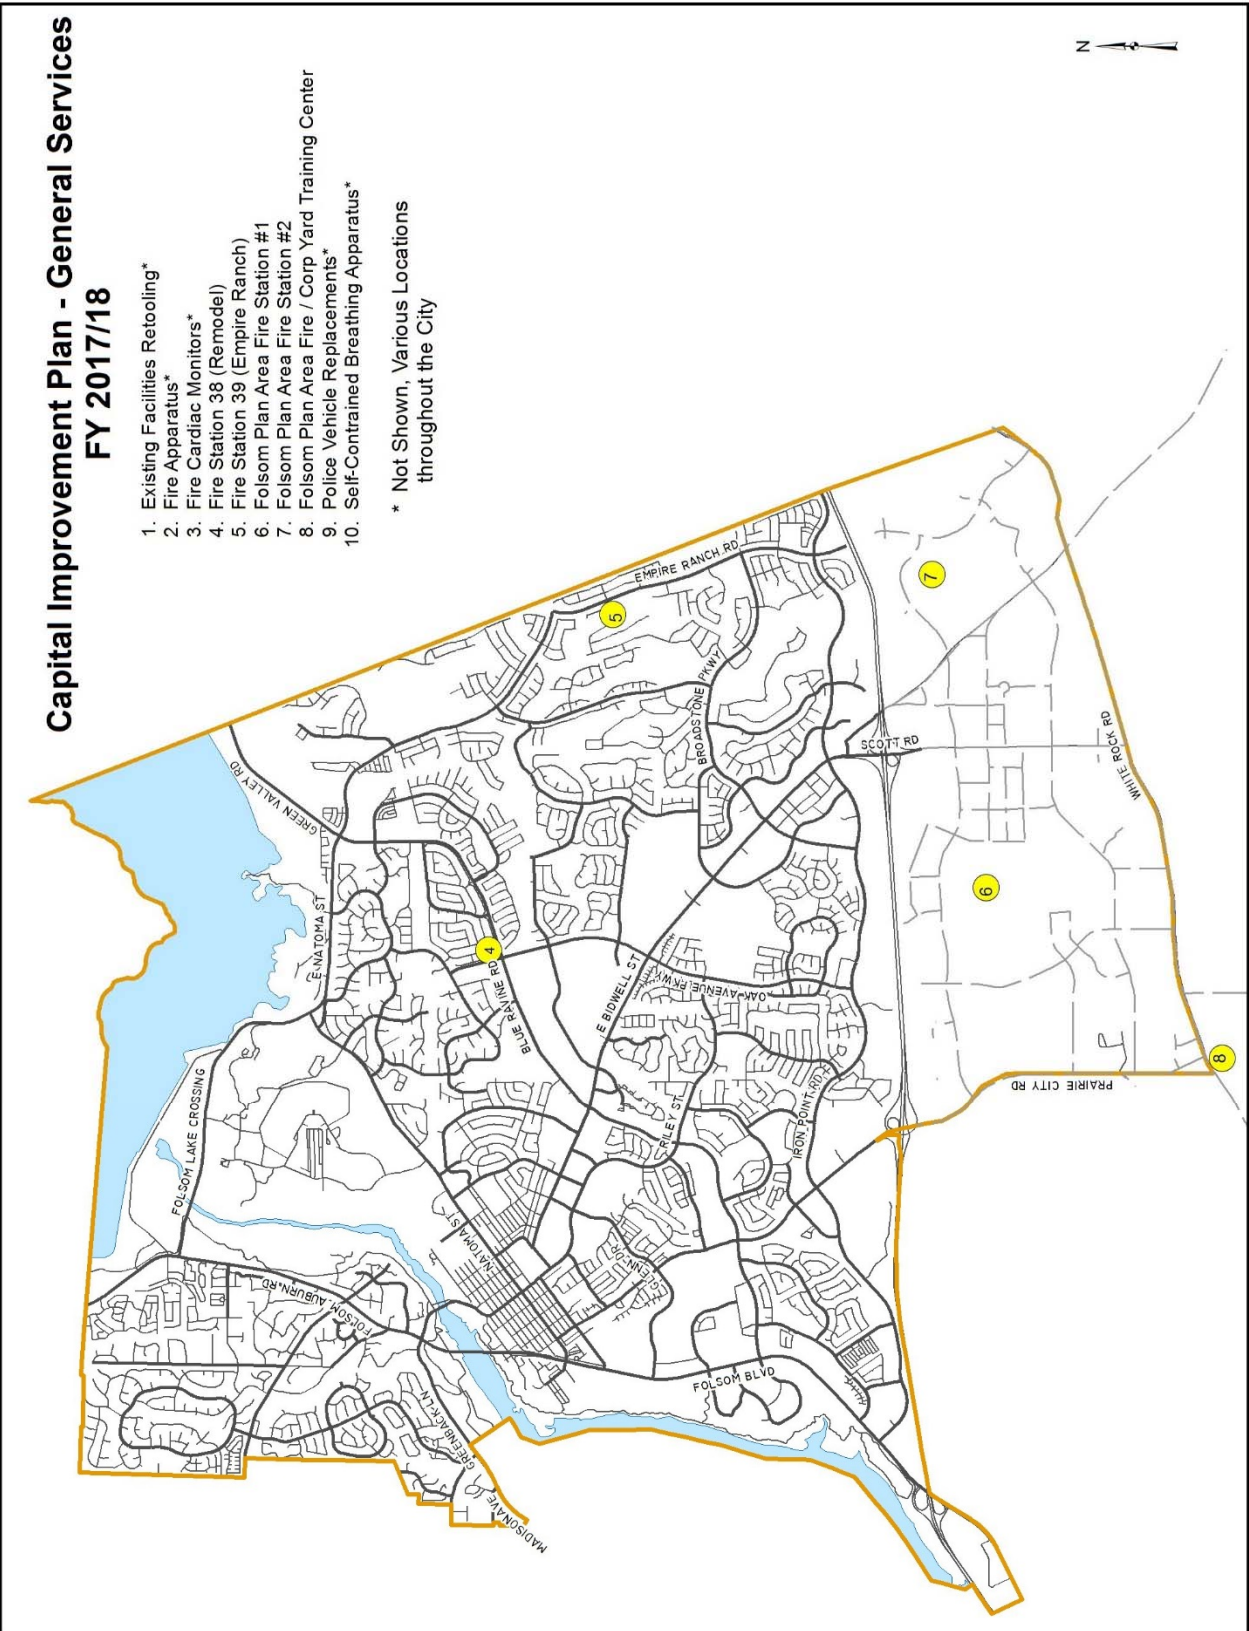 Capital Improvement Plan - General Services
FY 2017/18
1. Existing Facilities Retooling*
2. Fire Apparatus*
3. Fire Cardiac Monitors*
4. Fire Station 38 (Remodel)
5. Fire Station 39 (Empire Ranch)
6. Folsom Plan Area Fire Station #1
7. Folsom Plan Area Fire Station #2
8. Folsom Plan Area Fire / Corp Yard Training Center
9. Police Vehicle Replacements*
10. Self-Contrained Breathing Apparatus*
* Not Shown, Various Locations
throughout the City
N
GREEN VALLEY RD
E NATOMA ST
FOLSOM LAKE CROSSING
FOLSOM AUBURN RD
GREENBACK LN
MADISON AVE
NATOMA ST
BLUE RAVINE RD
4
5
EMPIRE RANCH RD
BROADSTONE PKWY
E BIDWELL ST
OAK AVENUE PKWY
RILEY ST
GLENN DR
IRON POINT RD
FOLSOM BLVD
SCOTT RD
7
6
WHITE ROCK RD
PRAIRIE CITY RD
8